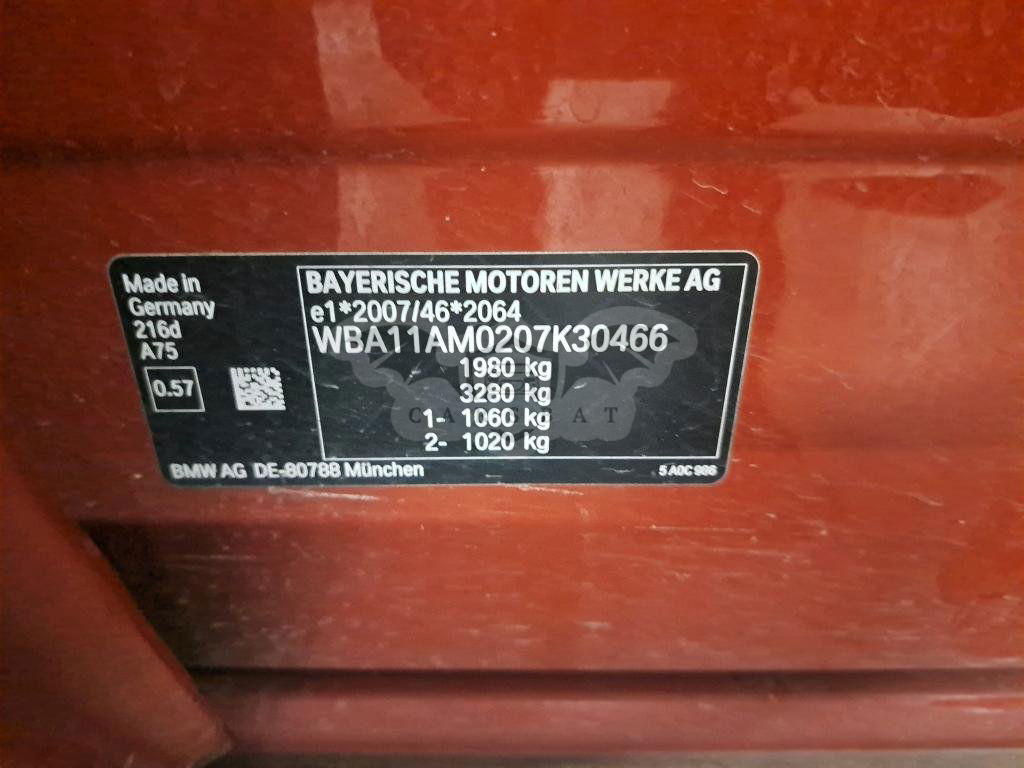 Made in
Germany
216d
A75
0.57
BAYERISCHE MOTOREN WERKE AG
e1*2007/46*2064
WBA11AM0207K30466
1980 kg
3280 kg
1- 1060 kg
2- 1020 kg
BMW AG DE-80788 München
5 A0C 986